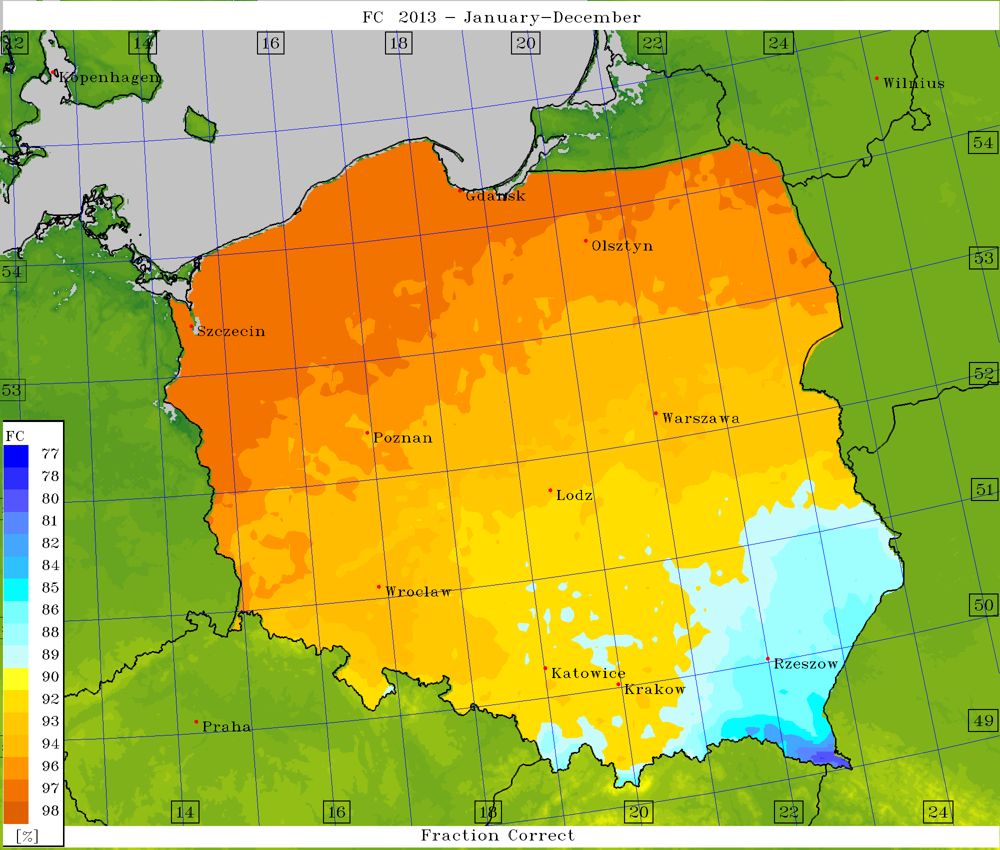 FC 2013 - January-December
12 14 16 18 20 22 24
Kopenhagen
Wilnius
54
Gdansk
Olsztyn
53
54
Szczecin
52
53
Warszawa
FC
Poznan
77
78
51
Lodz
80
81
82
84
85
Wroclaw
50
86
88
89
Rzeszow
Katowice
90
Krakow
92
49
93
Praha
94
96
97
98
14 16 18 20 22 24
[%]
Fraction Correct